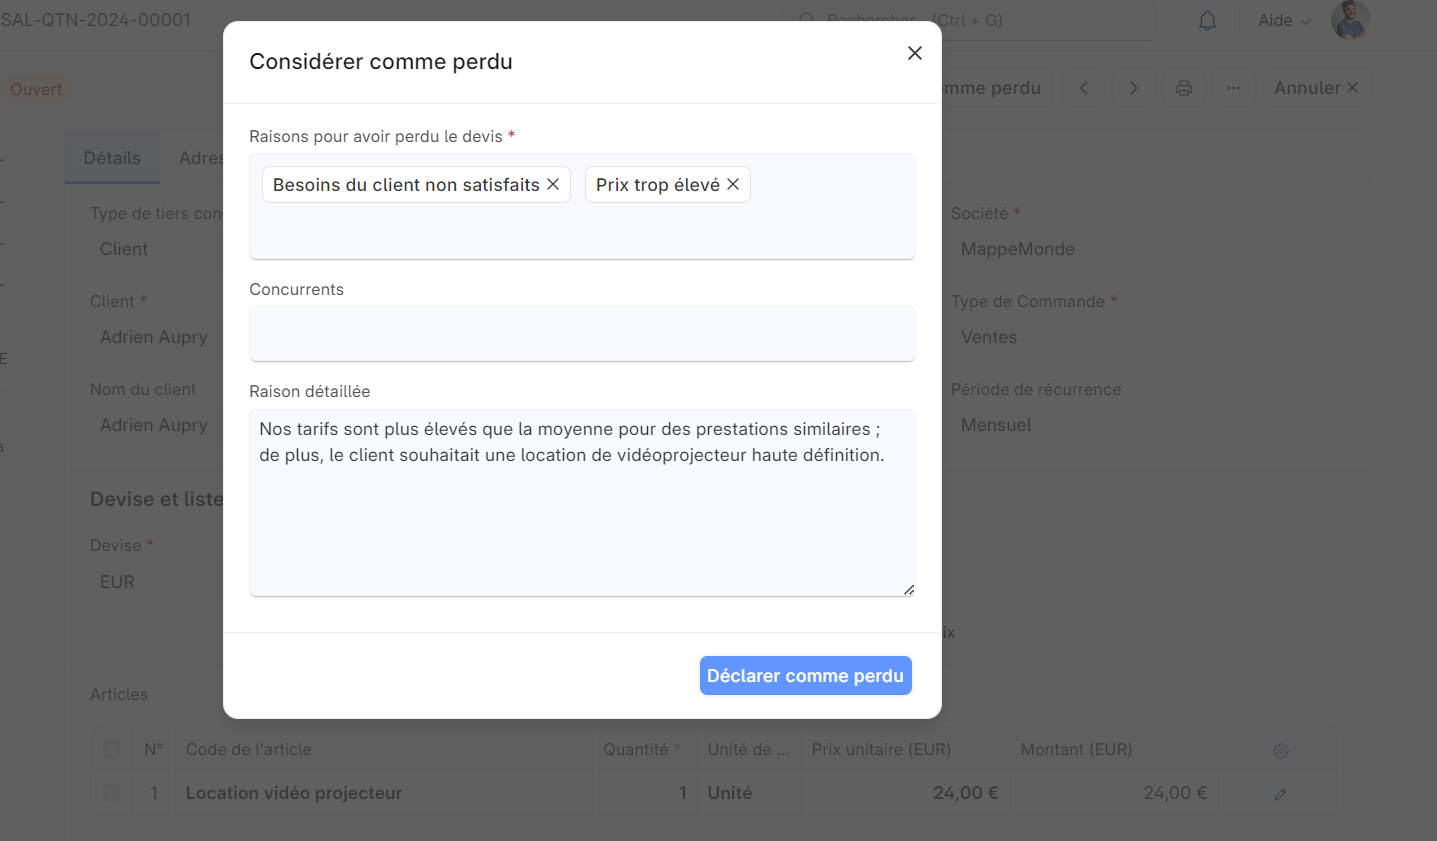 SAL-QTN-2024-00001
Rechercher (Ctrl + G)
Aide
Ouvert
omme perdu
Annuler
Détails
Adres
Considérer comme perdu
Raisons pour avoir perdu le devis *
Besoins du client non satisfaits
Prix trop élevé
Concurrents
Raison détaillée
Nos tarifs sont plus élevés que la moyenne pour des prestations similaires ;
de plus, le client souhaitait une location de vidéoprojecteur haute définition.
Déclarer comme perdu
Type de tiers con
Client
Société *
MappeMonde
Client *
Adrien Aupry
Type de Commande *
Ventes
Nom du client
Adrien Aupry
Période de récurrence
Mensuel
Devise et liste
Devise *
EUR
ix
Articles
N° Code de l'article Quantité * Unité de ... Prix unitaire (EUR) Montant (EUR)
1 Location vidéo projecteur 1 Unité 24,00 € 24,00 €